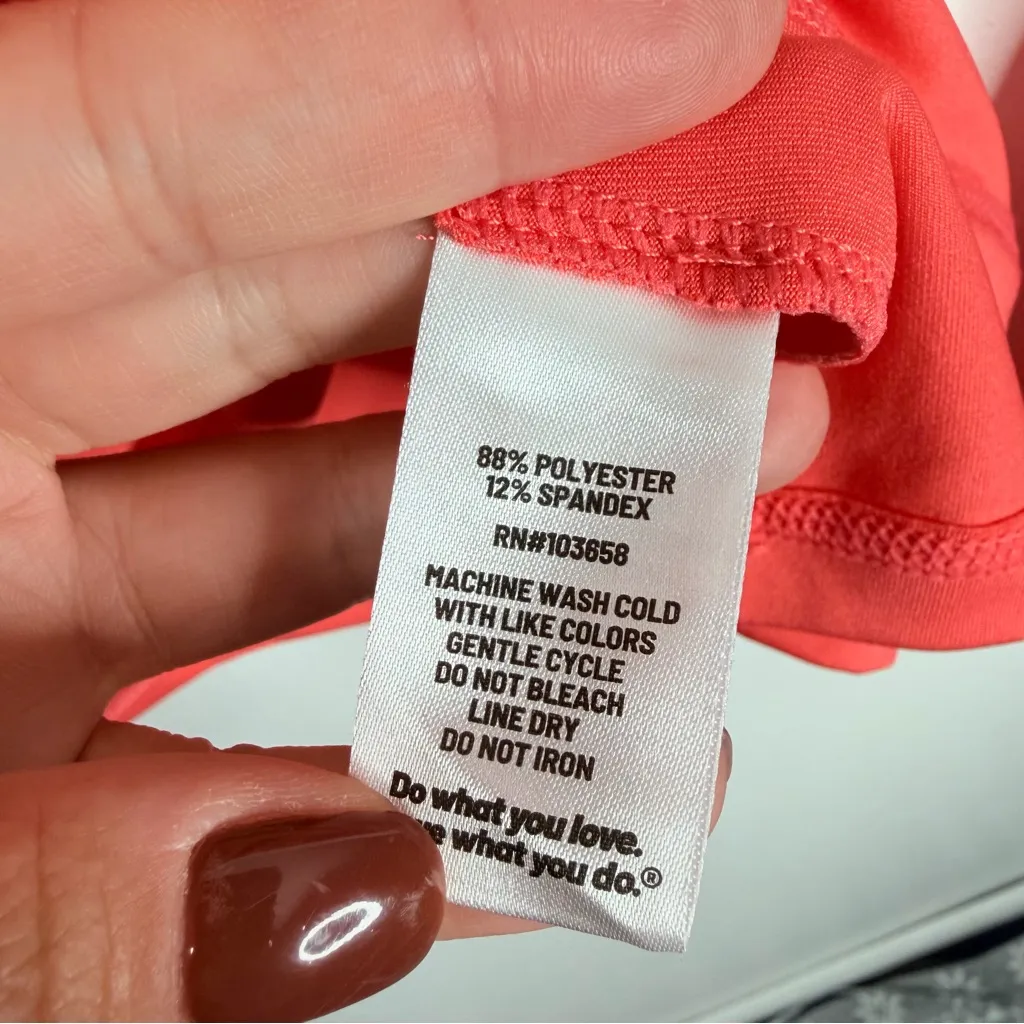 88% POLYESTER
12% SPANDEX
RN#103658
MACHINE WASH COLD
WITH LIKE COLORS
GENTLE CYCLE
DO NOT BLEACH
LINE DRY
DO NOT IRON
Do what you love.
what you do.®